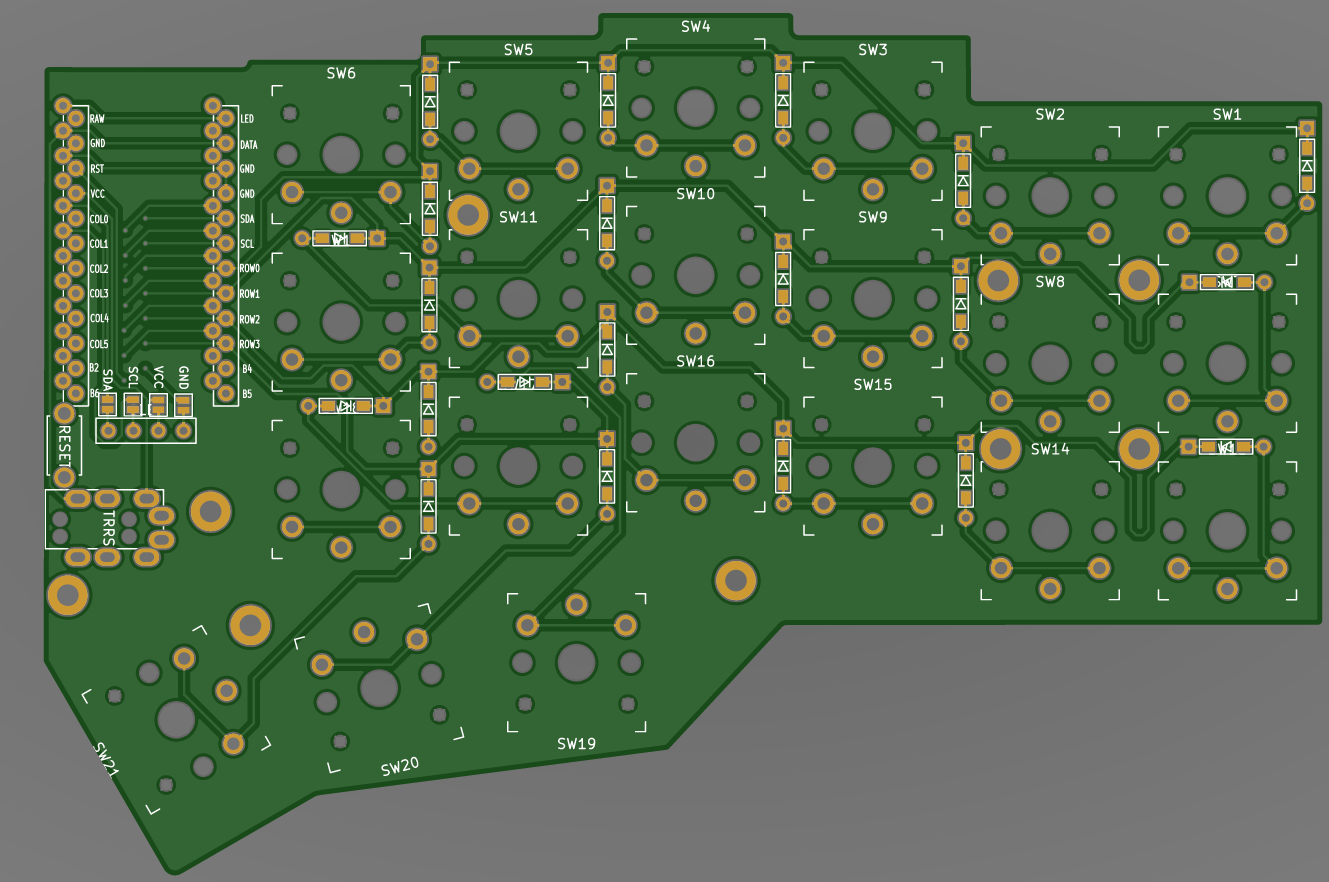 SW4
SW5
SW3
SW6
SW2
SW1
RAW
LED
GND
DATA
RST
GND
VCC
GND
SW10
COL0
SDA
SW11
SW9
COL1
SCL
COL2
ROW0
SW8
COL3
ROW1
COL4
ROW2
COL5
ROW3
SW16
B2
B4
SDA
SCL
VCC
GND
SW15
B6
B5
RESET
SW14
TRRS
SW19
SW20
SW21